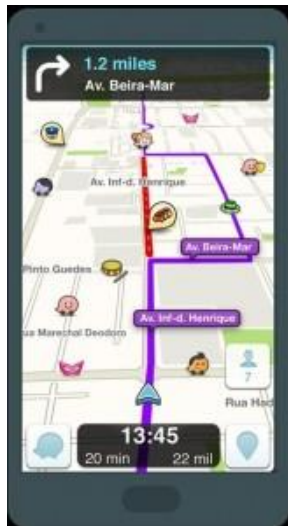 1.2 miles
Av. Beira-Mar
Av. Inf-d. Henrique
Av. Beira-Mar
Pinto Guedes
Av. Inf-d. Henrique
ua Marechal Deodoro
7
Rua Had
13:45
20 min 22 mil